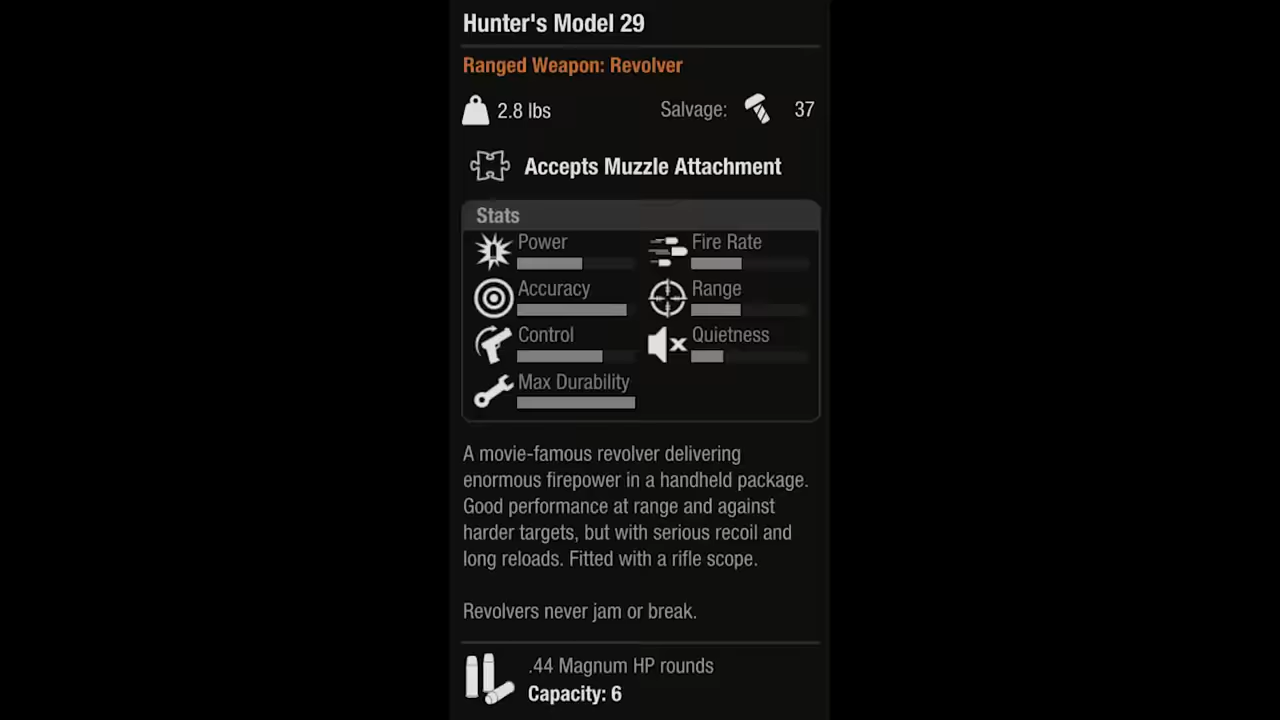 Hunter's Model 29
Ranged Weapon: Revolver
2.8 lbs Salvage: 37
Accepts Muzzle Attachment
Stats
Power Fire Rate
Accuracy Range
Control Quietness
Max Durability
A movie-famous revolver delivering
enormous firepower in a handheld package.
Good performance at range and against
harder targets, but with serious recoil and
long reloads. Fitted with a rifle scope.
Revolvers never jam or break.
.44 Magnum HP rounds
Capacity: 6